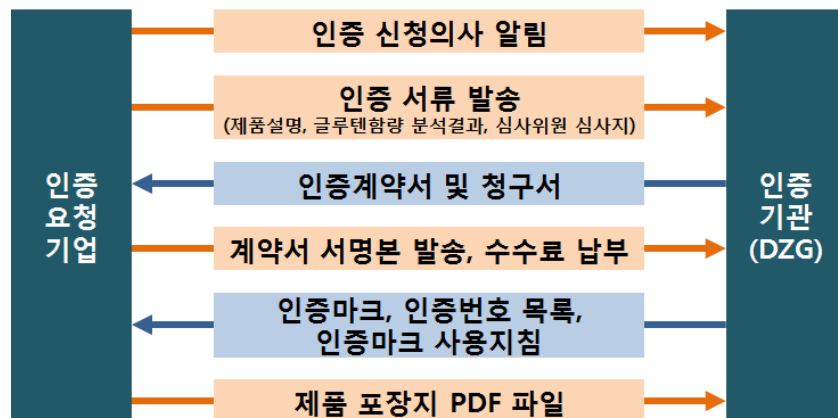 인증 신청의사 알림
인증 서류 발송
(제품설명, 글루텐함량 분석결과, 심사위원 심사지)
인증계약서 및 청구서
계약서 서명본 발송, 수수료 납부
인증마크, 인증번호 목록,
인증마크 사용지침
제품 포장지 PDF 파일
인증
요청
기업
인증
기관
(DZG)